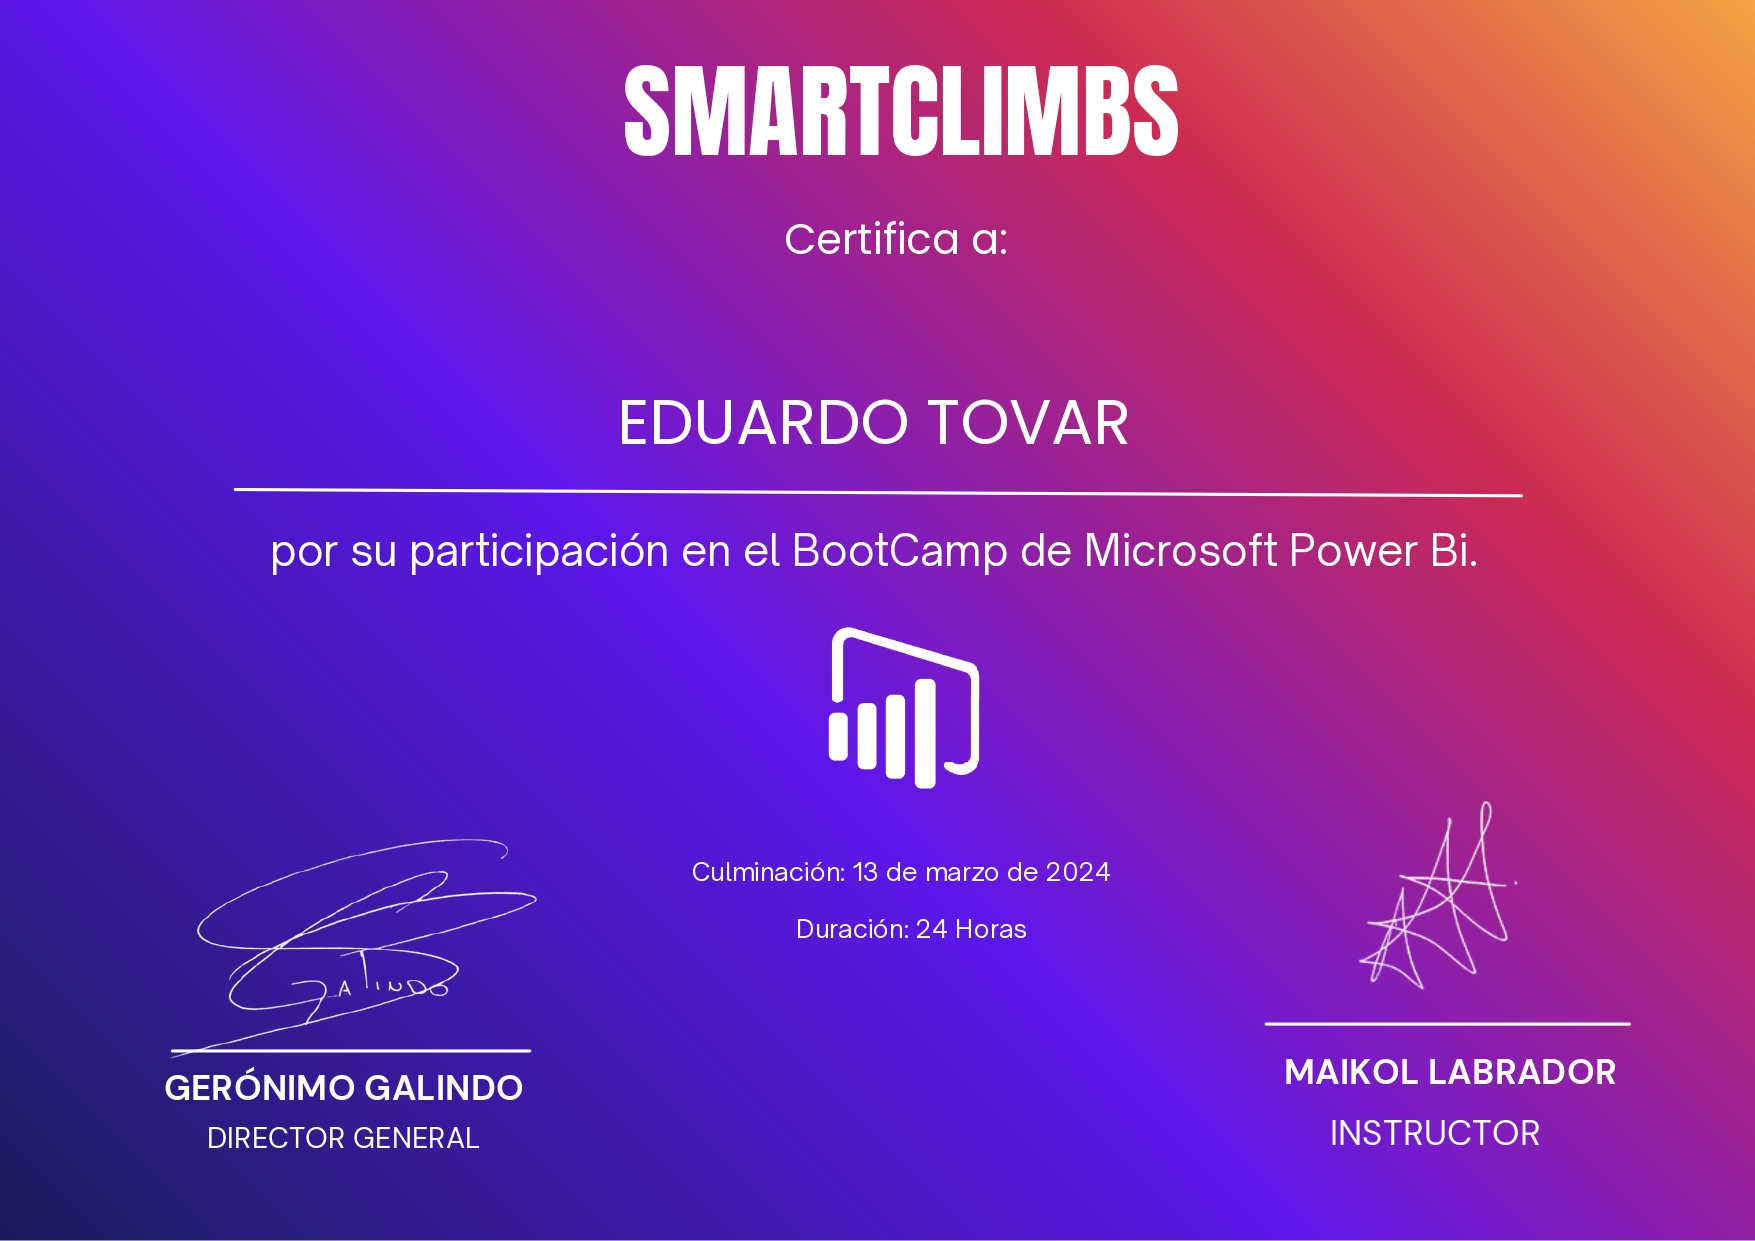 SMARTCLIMBS
Certifica a:
EDUARDO TOVAR
por su participación en el BootCamp de Microsoft Power Bi.
Culminación: 13 de marzo de 2024
Duración: 24 Horas
GALINDO
GERÓNIMO GALINDO
DIRECTOR GENERAL
MAIKOL LABRADOR
INSTRUCTOR